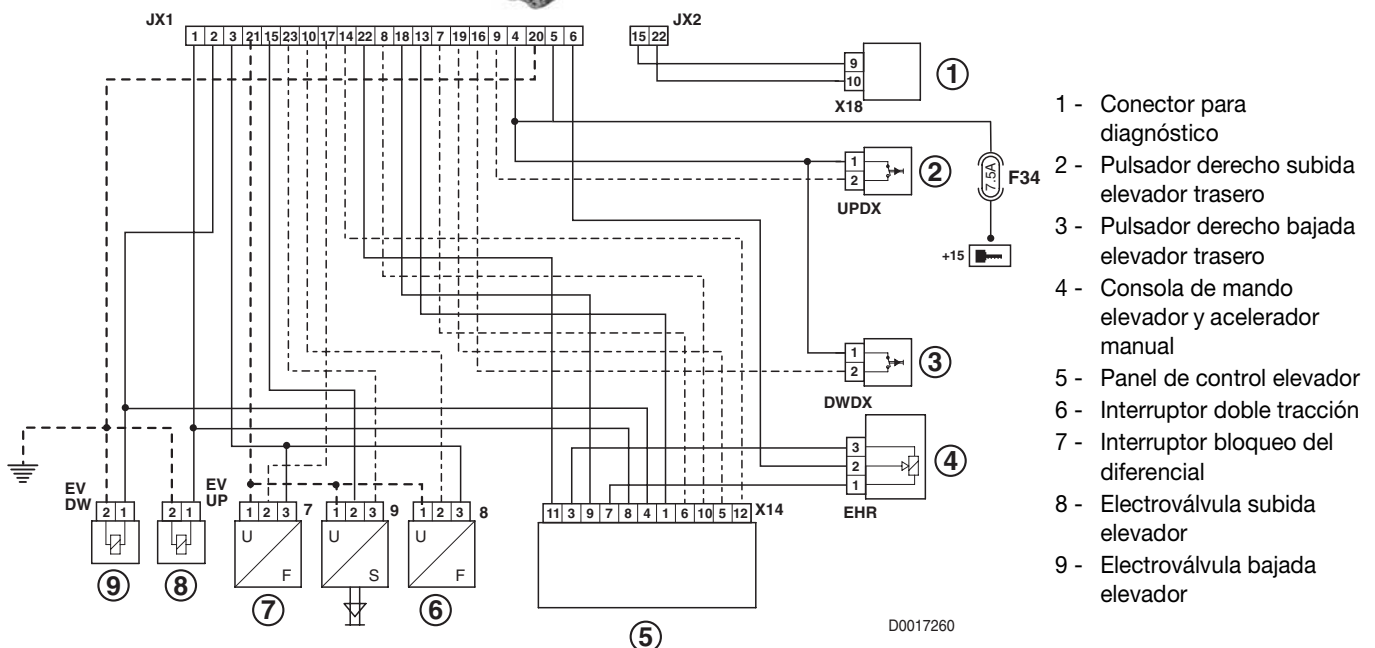 JX1
1 2 3 21 15 23 10 17 14 22 8 18 13 7 19 16 9 4 20 5 6
JX2
15 22
9
10
X18
1
1
2
UPDX
2
7.5A
F34
+15
1
2
DWDX
3
3
2
1
EHR
4
EV
DW
2 1
9
2 1
EV
UP
8
1 2 3
7
U
F
7
1 2 3
9
U
S
1 2 3
8
U
F
6
11 3 9 7 8 4 1 6 10 5 12
X14
5
D0017260
1 - Conector para
diagnóstico
2 - Pulsador derecho subida
elevador trasero
3 - Pulsador derecho bajada
elevador trasero
4 - Consola de mando
elevador y acelerador
manual
5 - Panel de control elevador
6 - Interruptor doble tracción
7 - Interruptor bloqueo del
diferencial
8 - Electroválvula subida
elevador
9 - Electroválvula bajada
elevador